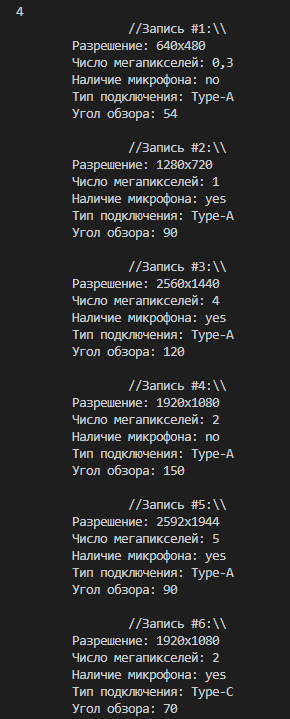 4
//Запись #1:\\
Разрешение: 640x480
Число мегапикселей: 0,3
Наличие микрофона: no
Тип подключения: Type-A
Угол обзора: 54
//Запись #2:\\
Разрешение: 1280x720
Число мегапикселей: 1
Наличие микрофона: yes
Тип подключения: Type-A
Угол обзора: 90
//Запись #3:\\
Разрешение: 2560x1440
Число мегапикселей: 4
Наличие микрофона: yes
Тип подключения: Type-A
Угол обзора: 120
//Запись #4:\\
Разрешение: 1920x1080
Число мегапикселей: 2
Наличие микрофона: no
Тип подключения: Type-A
Угол обзора: 150
//Запись #5:\\
Разрешение: 2592x1944
Число мегапикселей: 5
Наличие микрофона: yes
Тип подключения: Type-A
Угол обзора: 90
//Запись #6:\\
Разрешение: 1920x1080
Число мегапикселей: 2
Наличие микрофона: yes
Тип подключения: Type-C
Угол обзора: 70